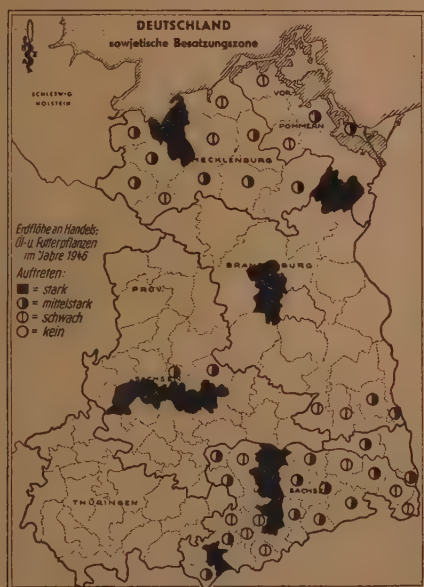 DEUTSCHLAND
sowjetische Besatzungszone
SCHLESWIG
HOLSTEIN
VOR-
POMMERN
MECKLENBURG
Erdflöhe an Handels-,
Öl- u. Futterpflanzen
im Jahre 1946
Auftreten:
= stark
= mittelstark
= schwach
= kein
BRANDENBURG
PROV.
SACHSEN
THÜRINGEN
SACHSEN